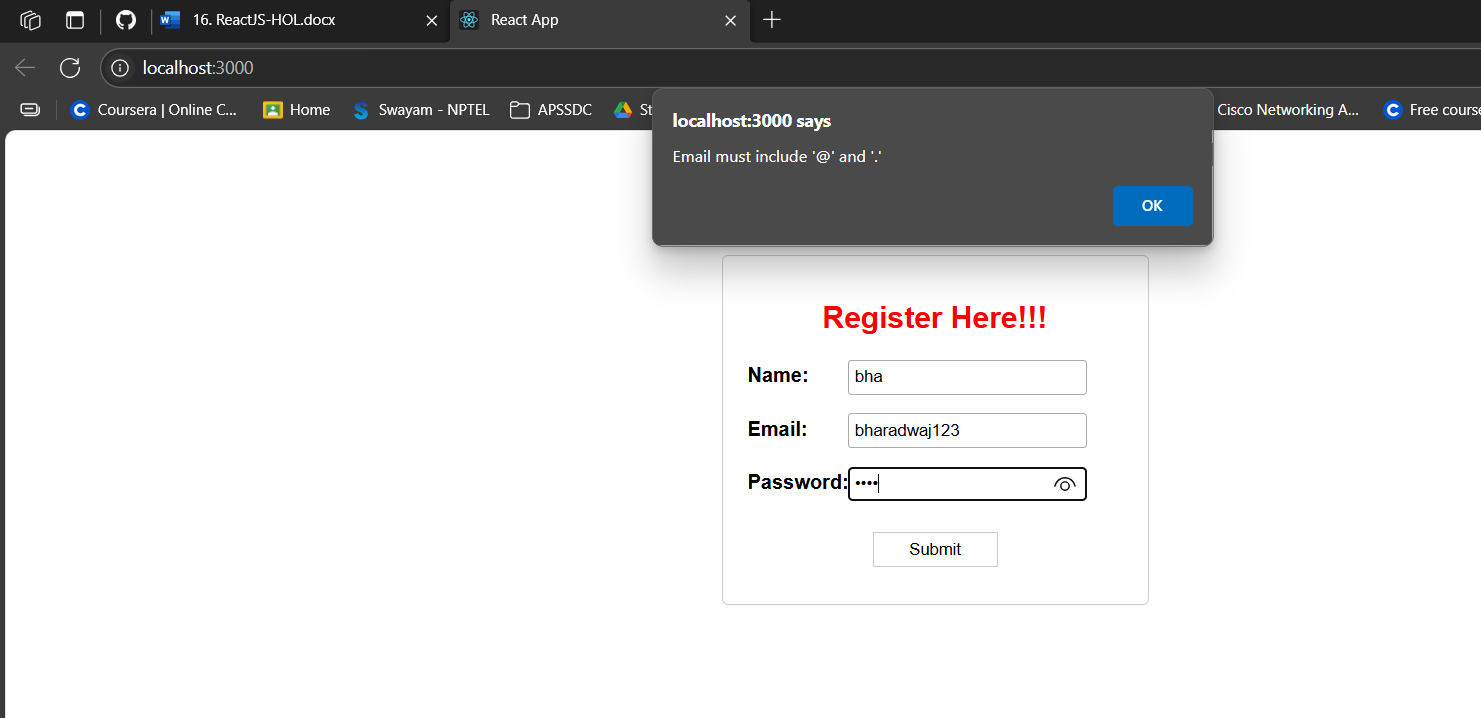 16. ReactJS-HOL.docx
React App
localhost:3000
Coursera | Online C...
Home
Swayam - NPTEL
APSSDC
St
Cisco Networking A...
Free course
localhost:3000 says
Email must include '@' and '.'
OK
Register Here!!!
Name: bha
Email: bharadwaj123
Password: ••••
Submit